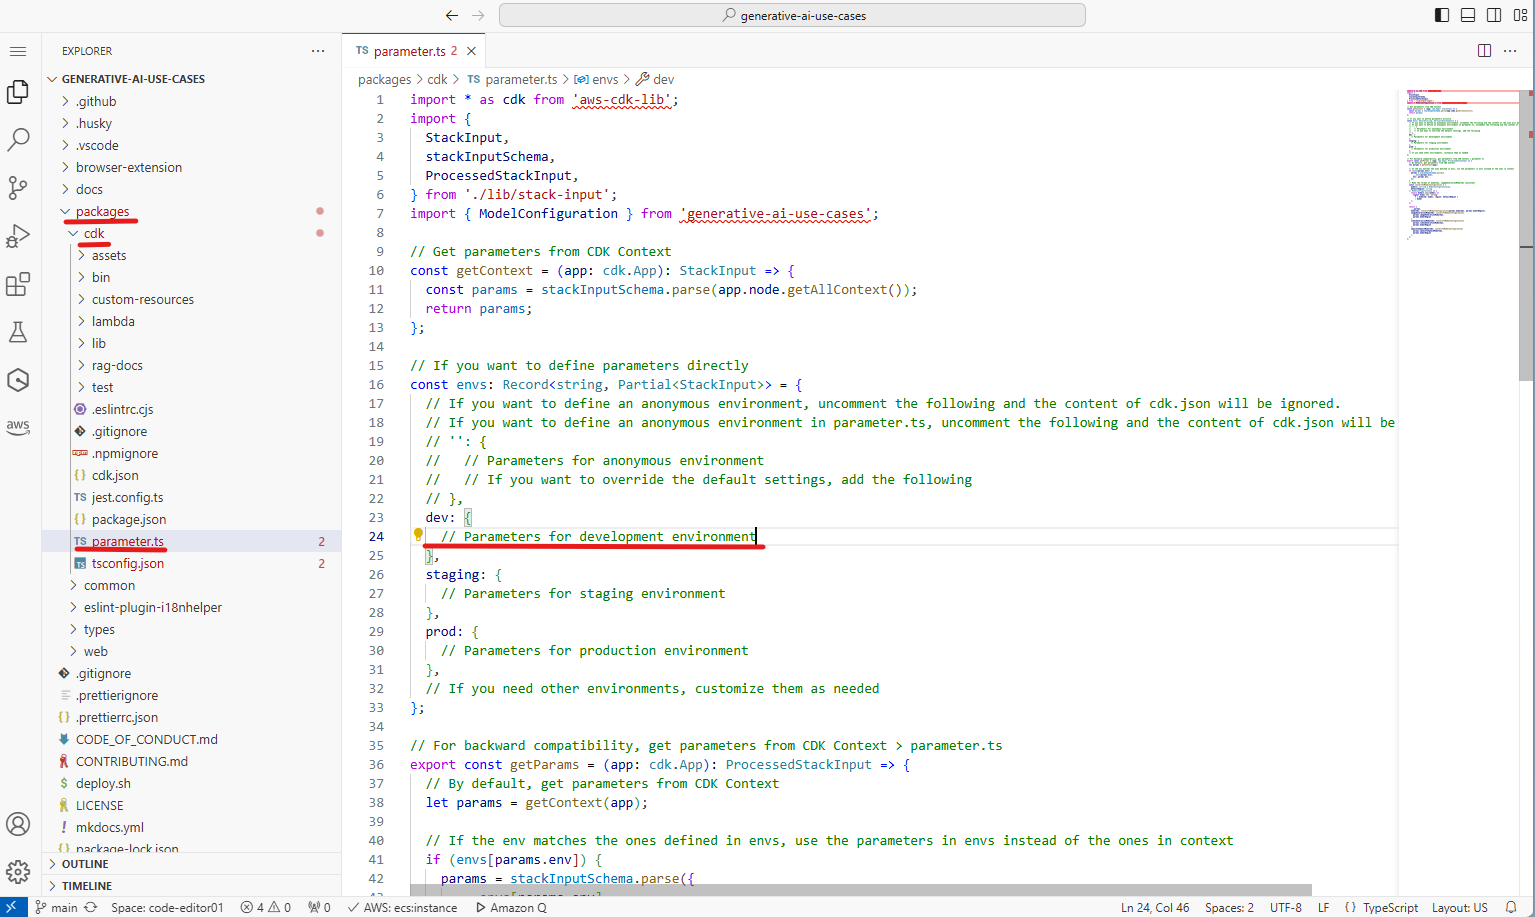 generative-ai-use-cases
EXPLORER
GENERATIVE-AI-USE-CASES
.github
.husky
.vscode
browser-extension
docs
packages
cdk
assets
bin
custom-resources
lambda
lib
rag-docs
test
.eslintrc.cjs
.gitignore
.npmignore
cdk.json
jest.config.ts
package.json
TS parameter.ts 2
tsconfig.json 2
common
eslint-plugin-i18nhelper
types
web
.gitignore
.prettierignore
.prettierrc.json
CODE_OF_CONDUCT.md
CONTRIBUTING.md
deploy.sh
LICENSE
mkdocs.yml
package-lock.json
OUTLINE
TIMELINE
aws
TS parameter.ts 2
packages > cdk > TS parameter.ts > envs > dev
1 import * as cdk from 'aws-cdk-lib';
2 import {
3 StackInput,
4 stackInputSchema,
5 ProcessedStackInput,
6 } from './lib/stack-input';
7 import { ModelConfiguration } from 'generative-ai-use-cases';
8
9 // Get parameters from CDK Context
10 const getContext = (app: cdk.App): StackInput => {
11 const params = stackInputSchema.parse(app.node.getAllContext());
12 return params;
13 };
14
15 // If you want to define parameters directly
16 const envs: Record<string, Partial<StackInput>> = {
17 // If you want to define an anonymous environment, uncomment the following and the content of cdk.json will be ignored.
18 // If you want to define an anonymous environment in parameter.ts, uncomment the following and the content of cdk.json will be
19 // '': {
20 // // Parameters for anonymous environment
21 // // If you want to override the default settings, add the following
22 // },
23 dev: {
24 // Parameters for development environment
25 },
26 staging: {
27 // Parameters for staging environment
28 },
29 prod: {
30 // Parameters for production environment
31 },
32 // If you need other environments, customize them as needed
33 };
34
35 // For backward compatibility, get parameters from CDK Context > parameter.ts
36 export const getParams = (app: cdk.App): ProcessedStackInput => {
37 // By default, get parameters from CDK Context
38 let params = getContext(app);
39
40 // If the env matches the ones defined in envs, use the parameters in envs instead of the ones in context
41 if (envs[params.env]) {
42 params = stackInputSchema.parse({
main Space: code-editor01 4 0 0 AWS: ecs:instance Amazon Q Ln 24, Col 46 Spaces: 2 UTF-8 LF { } TypeScript Layout: US